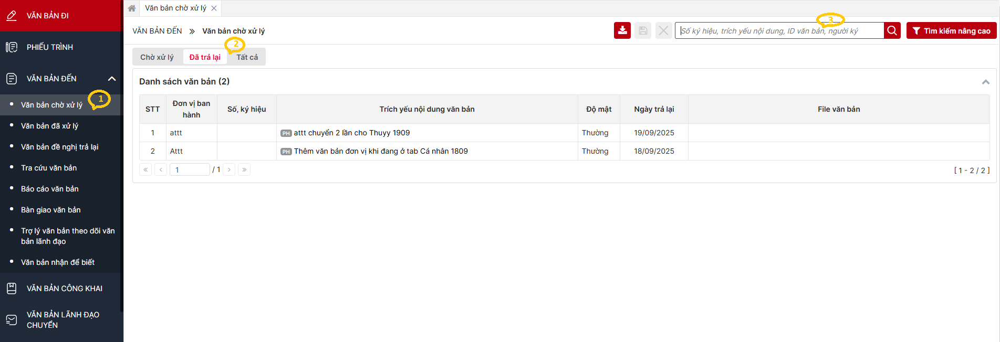 VĂN BẢN ĐI
PHIẾU TRÌNH
VĂN BẢN ĐẾN
Văn bản chờ xử lý
1
Văn bản đã xử lý
Văn bản đề nghị trả lại
Tra cứu văn bản
Báo cáo văn bản
Bàn giao văn bản
Trợ lý văn bản theo dõi văn
bản lãnh đạo
Văn bản nhận để biết
VĂN BẢN CÔNG KHAI
VĂN BẢN LÃNH ĐẠO
CHUYỂN
Văn bản chờ xử lý
VĂN BẢN ĐẾN » Văn bản chờ xử lý
3
Số ký hiệu, trích yếu nội dung, ID văn bản, người ký
Tìm kiếm nâng cao
2
Chờ xử lý Đã trả lại Tất cả
Danh sách văn bản (2)
STT Đơn vị ban hành Số, ký hiệu Trích yếu nội dung văn bản Độ mật Ngày trả lại File văn bản
1 attt PH attt chuyển 2 lần cho Thuyy 1909 Thường 19/09/2025
2 Attt PH Thêm văn bản đơn vị khi đang ở tab Cá nhân 1809 Thường 18/09/2025
« ‹ 1 / 1 › »
[ 1 - 2 / 2 ]